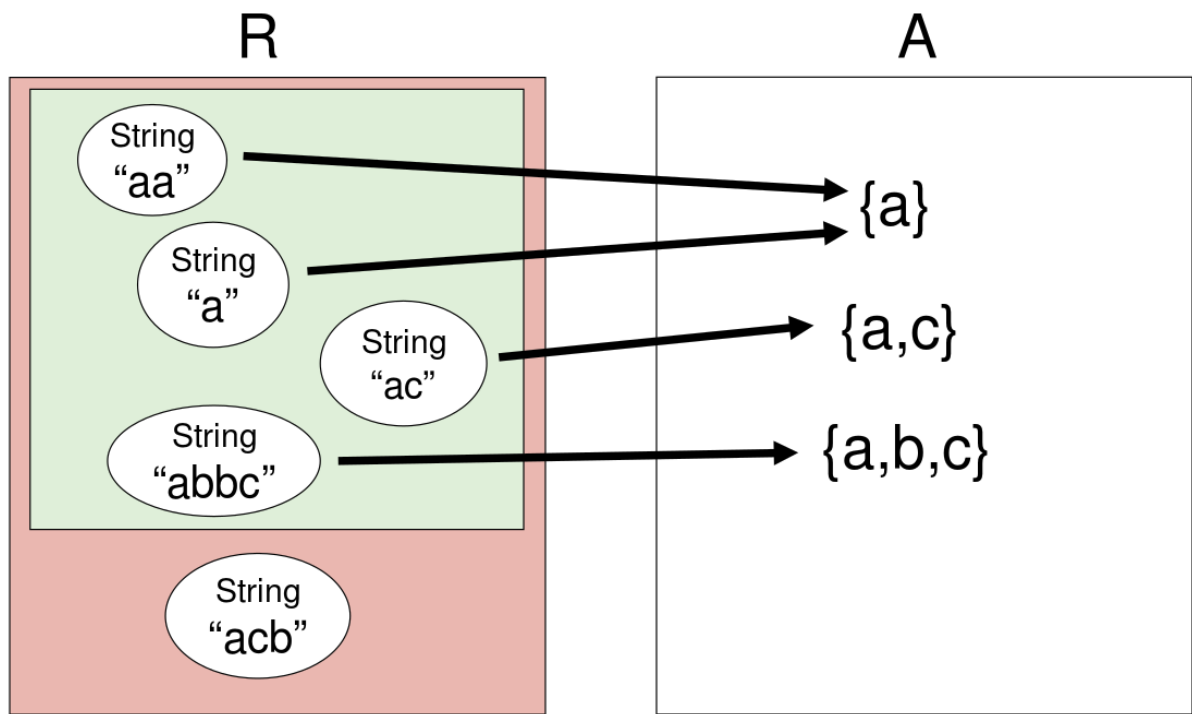 R
A
String
“aa”
String
“a”
String
“ac”
String
“abbc”
String
“acb”
{a}
{a,c}
{a,b,c}